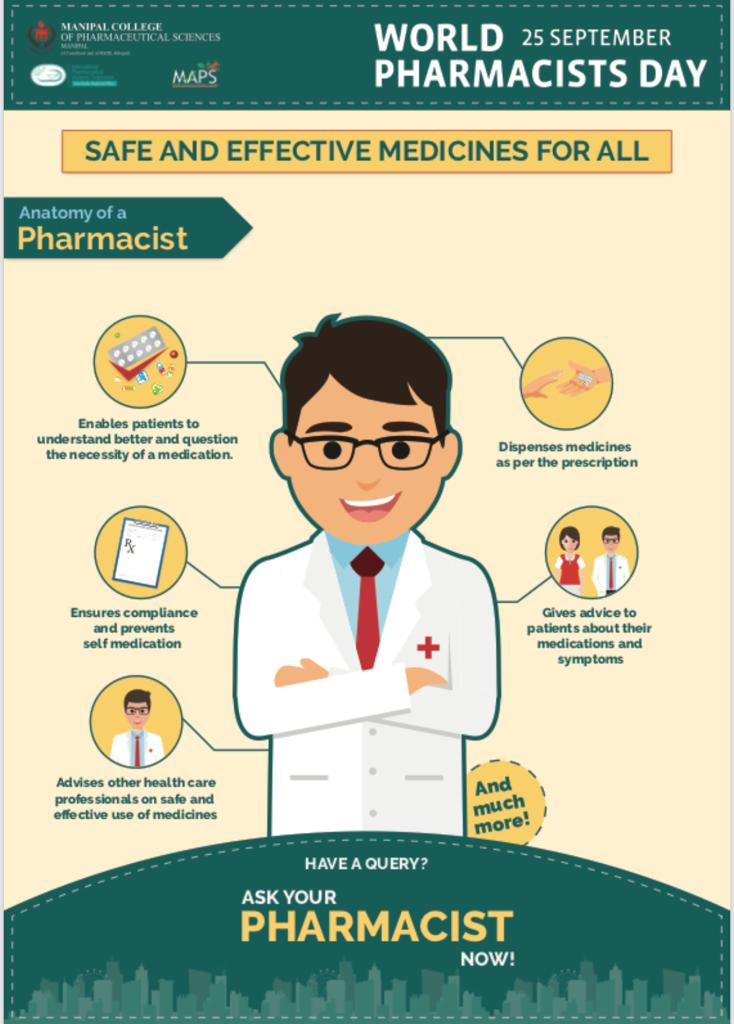 MANIPAL COLLEGE
OF PHARMACEUTICAL SCIENCES
MANIPAL
MAPS
WORLD 25 SEPTEMBER
PHARMACISTS DAY
SAFE AND EFFECTIVE MEDICINES FOR ALL
Anatomy of a
Pharmacist
Enables patients to
understand better and question
the necessity of a medication.
Dispenses medicines
as per the prescription
Rx
Ensures compliance
and prevents
self medication
Gives advice to
patients about their
medications and
symptoms
Advises other health care
professionals on safe and
effective use of medicines
And
much
more!
HAVE A QUERY?
ASK YOUR
PHARMACIST
NOW!